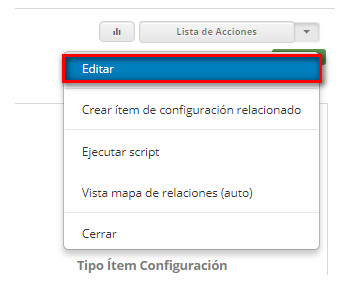 Lista de Acciones
Editar
Crear ítem de configuración relacionado
Ejecutar script
Vista mapa de relaciones (auto)
Cerrar
Tipo Ítem Configuración